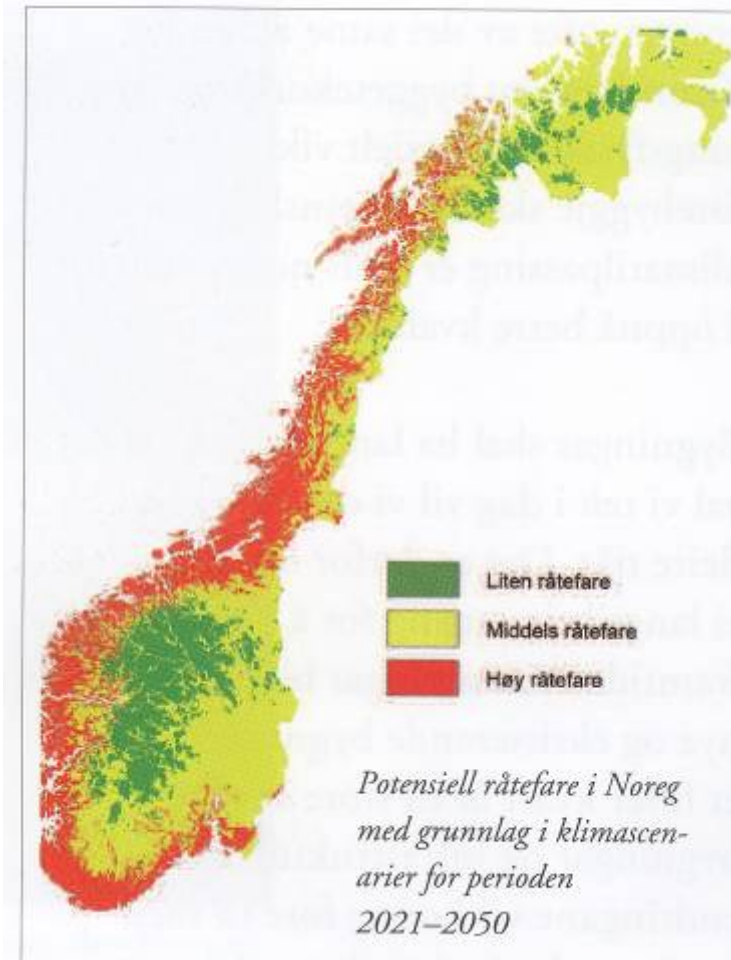 Liten råtefare
Middels råtefare
Høy råtefare
Potensiell råtefare i Noreg
med grunnlag i klimascen-
arier for perioden
2021–2050